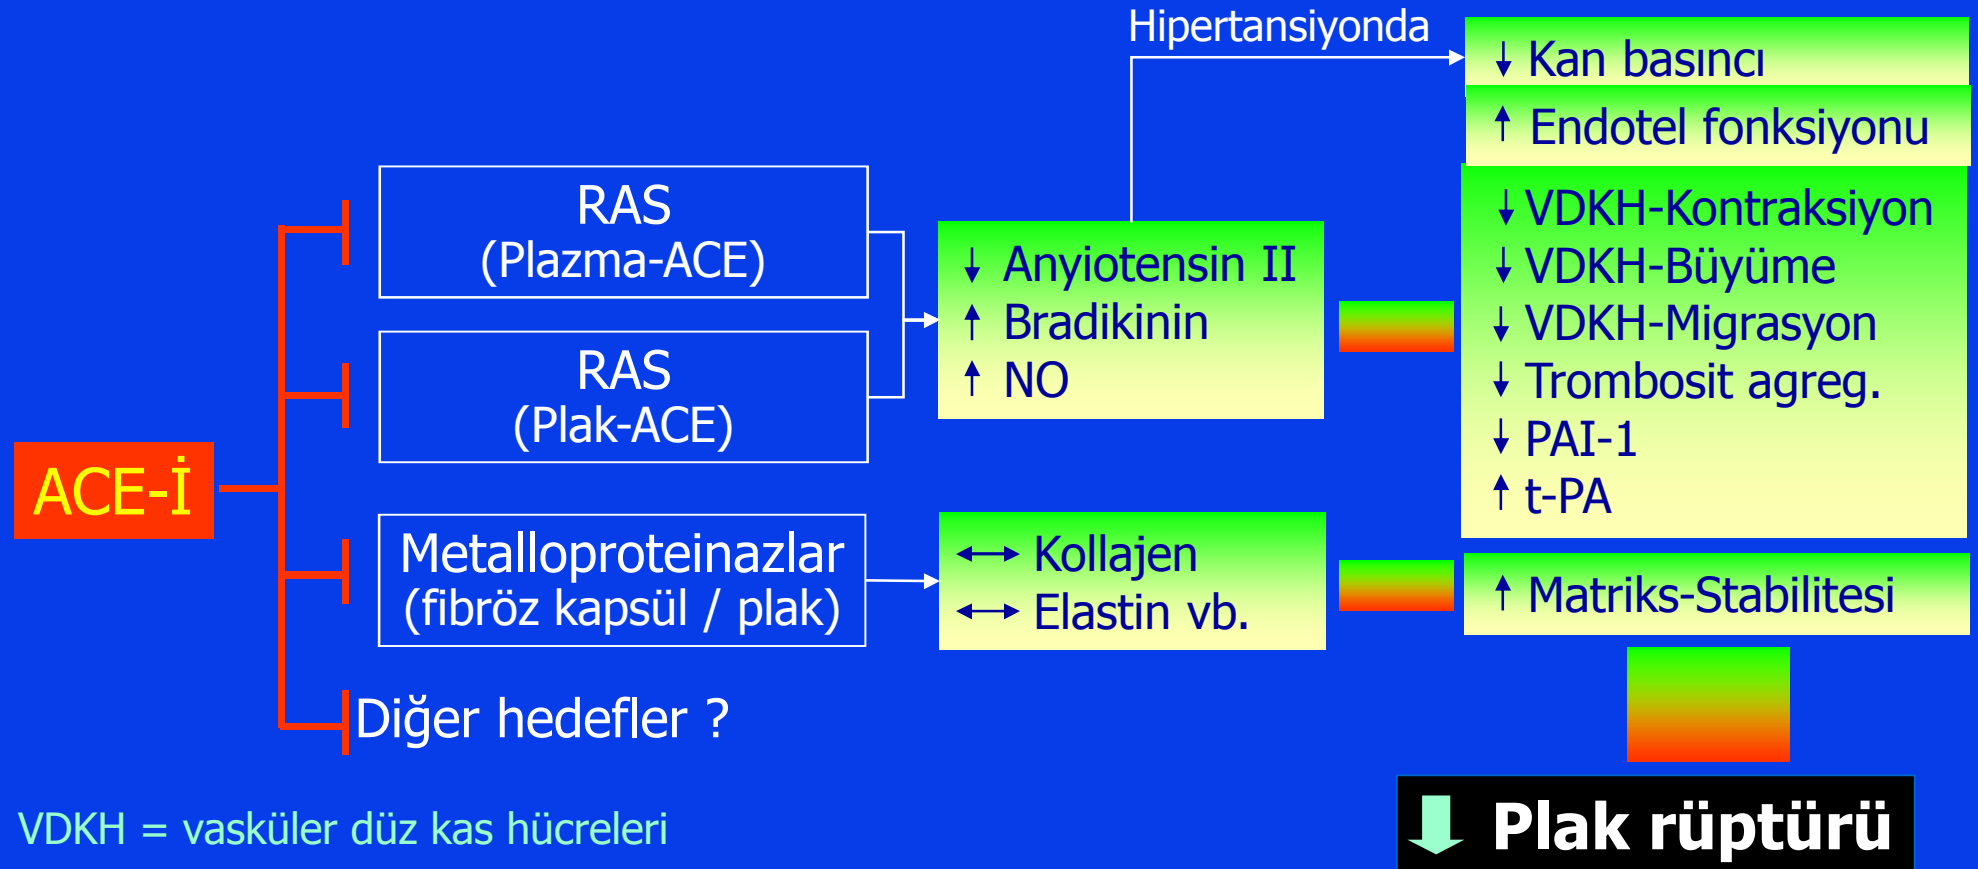 Hipertansiyonda
↓ Kan basıncı
↑ Endotel fonksiyonu
RAS
(Plazma-ACE)
RAS
(Plak-ACE)
↓ Anyiotensin II
↑ Bradikinin
↑ NO
↓ VDKH-Kontraksiyon
↓ VDKH-Büyüme
↓ VDKH-Migrasyon
↓ Trombosit agreg.
↓ PAI-1
↑ t-PA
ACE-İ
Metalloproteinazlar
(fibröz kapsül / plak)
↔ Kollajen
↔ Elastin vb.
↑ Matriks-Stabilitesi
Diğer hedefler ?
VDKH = vasküler düz kas hücreleri
↓ Plak rüptürü